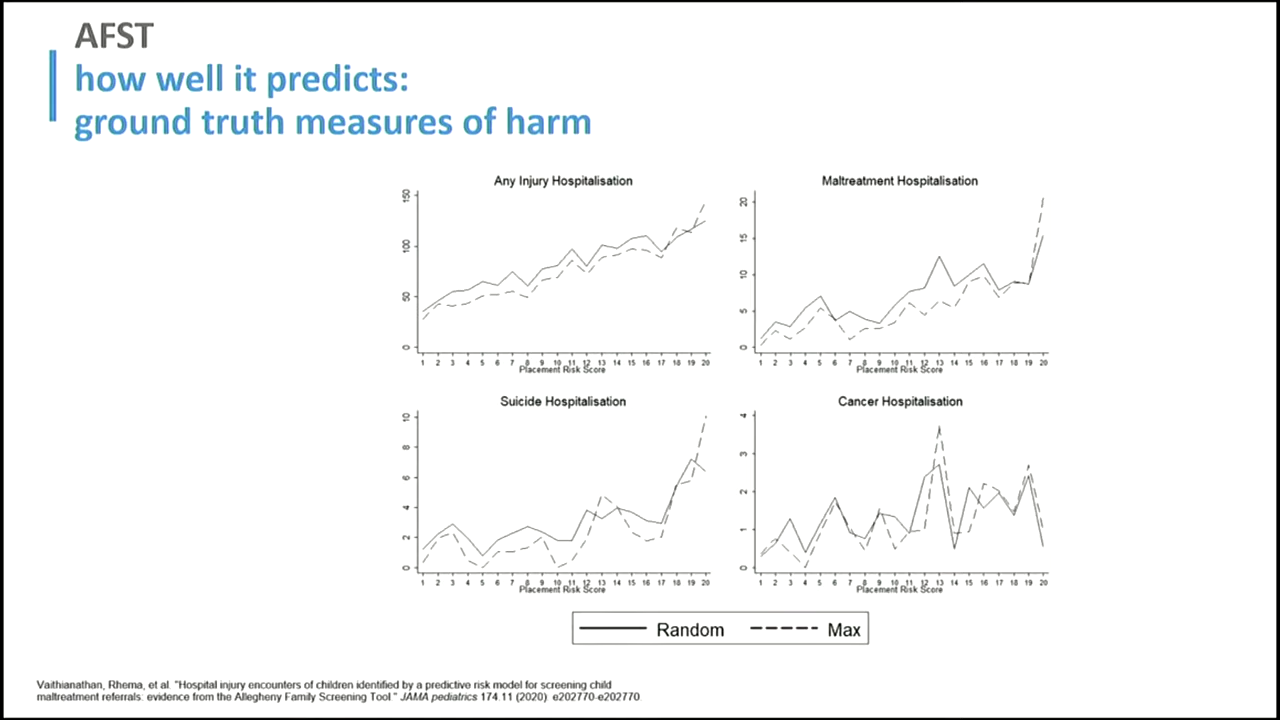 AFST
how well it predicts:
ground truth measures of harm
Any Injury Hospitalisation
150
100
50
0
1 2 3 4 5 6 7 8 9 10 11 12 13 14 15 16 17 18 19 20
Placement Risk Score
Maltreatment Hospitalisation
20
15
10
5
0
1 2 3 4 5 6 7 8 9 10 11 12 13 14 15 16 17 18 19 20
Placement Risk Score
Suicide Hospitalisation
10
8
6
4
2
0
1 2 3 4 5 6 7 8 9 10 11 12 13 14 15 16 17 18 19 20
Placement Risk Score
Cancer Hospitalisation
4
3
2
1
0
1 2 3 4 5 6 7 8 9 10 11 12 13 14 15 16 17 18 19 20
Placement Risk Score
Random Max
Vaithianathan, Rhema, et al. "Hospital injury encounters of children identified by a predictive risk model for screening child
maltreatment referrals: evidence from the Allegheny Family Screening Tool." JAMA pediatrics 174.11 (2020): e202770-e202770.